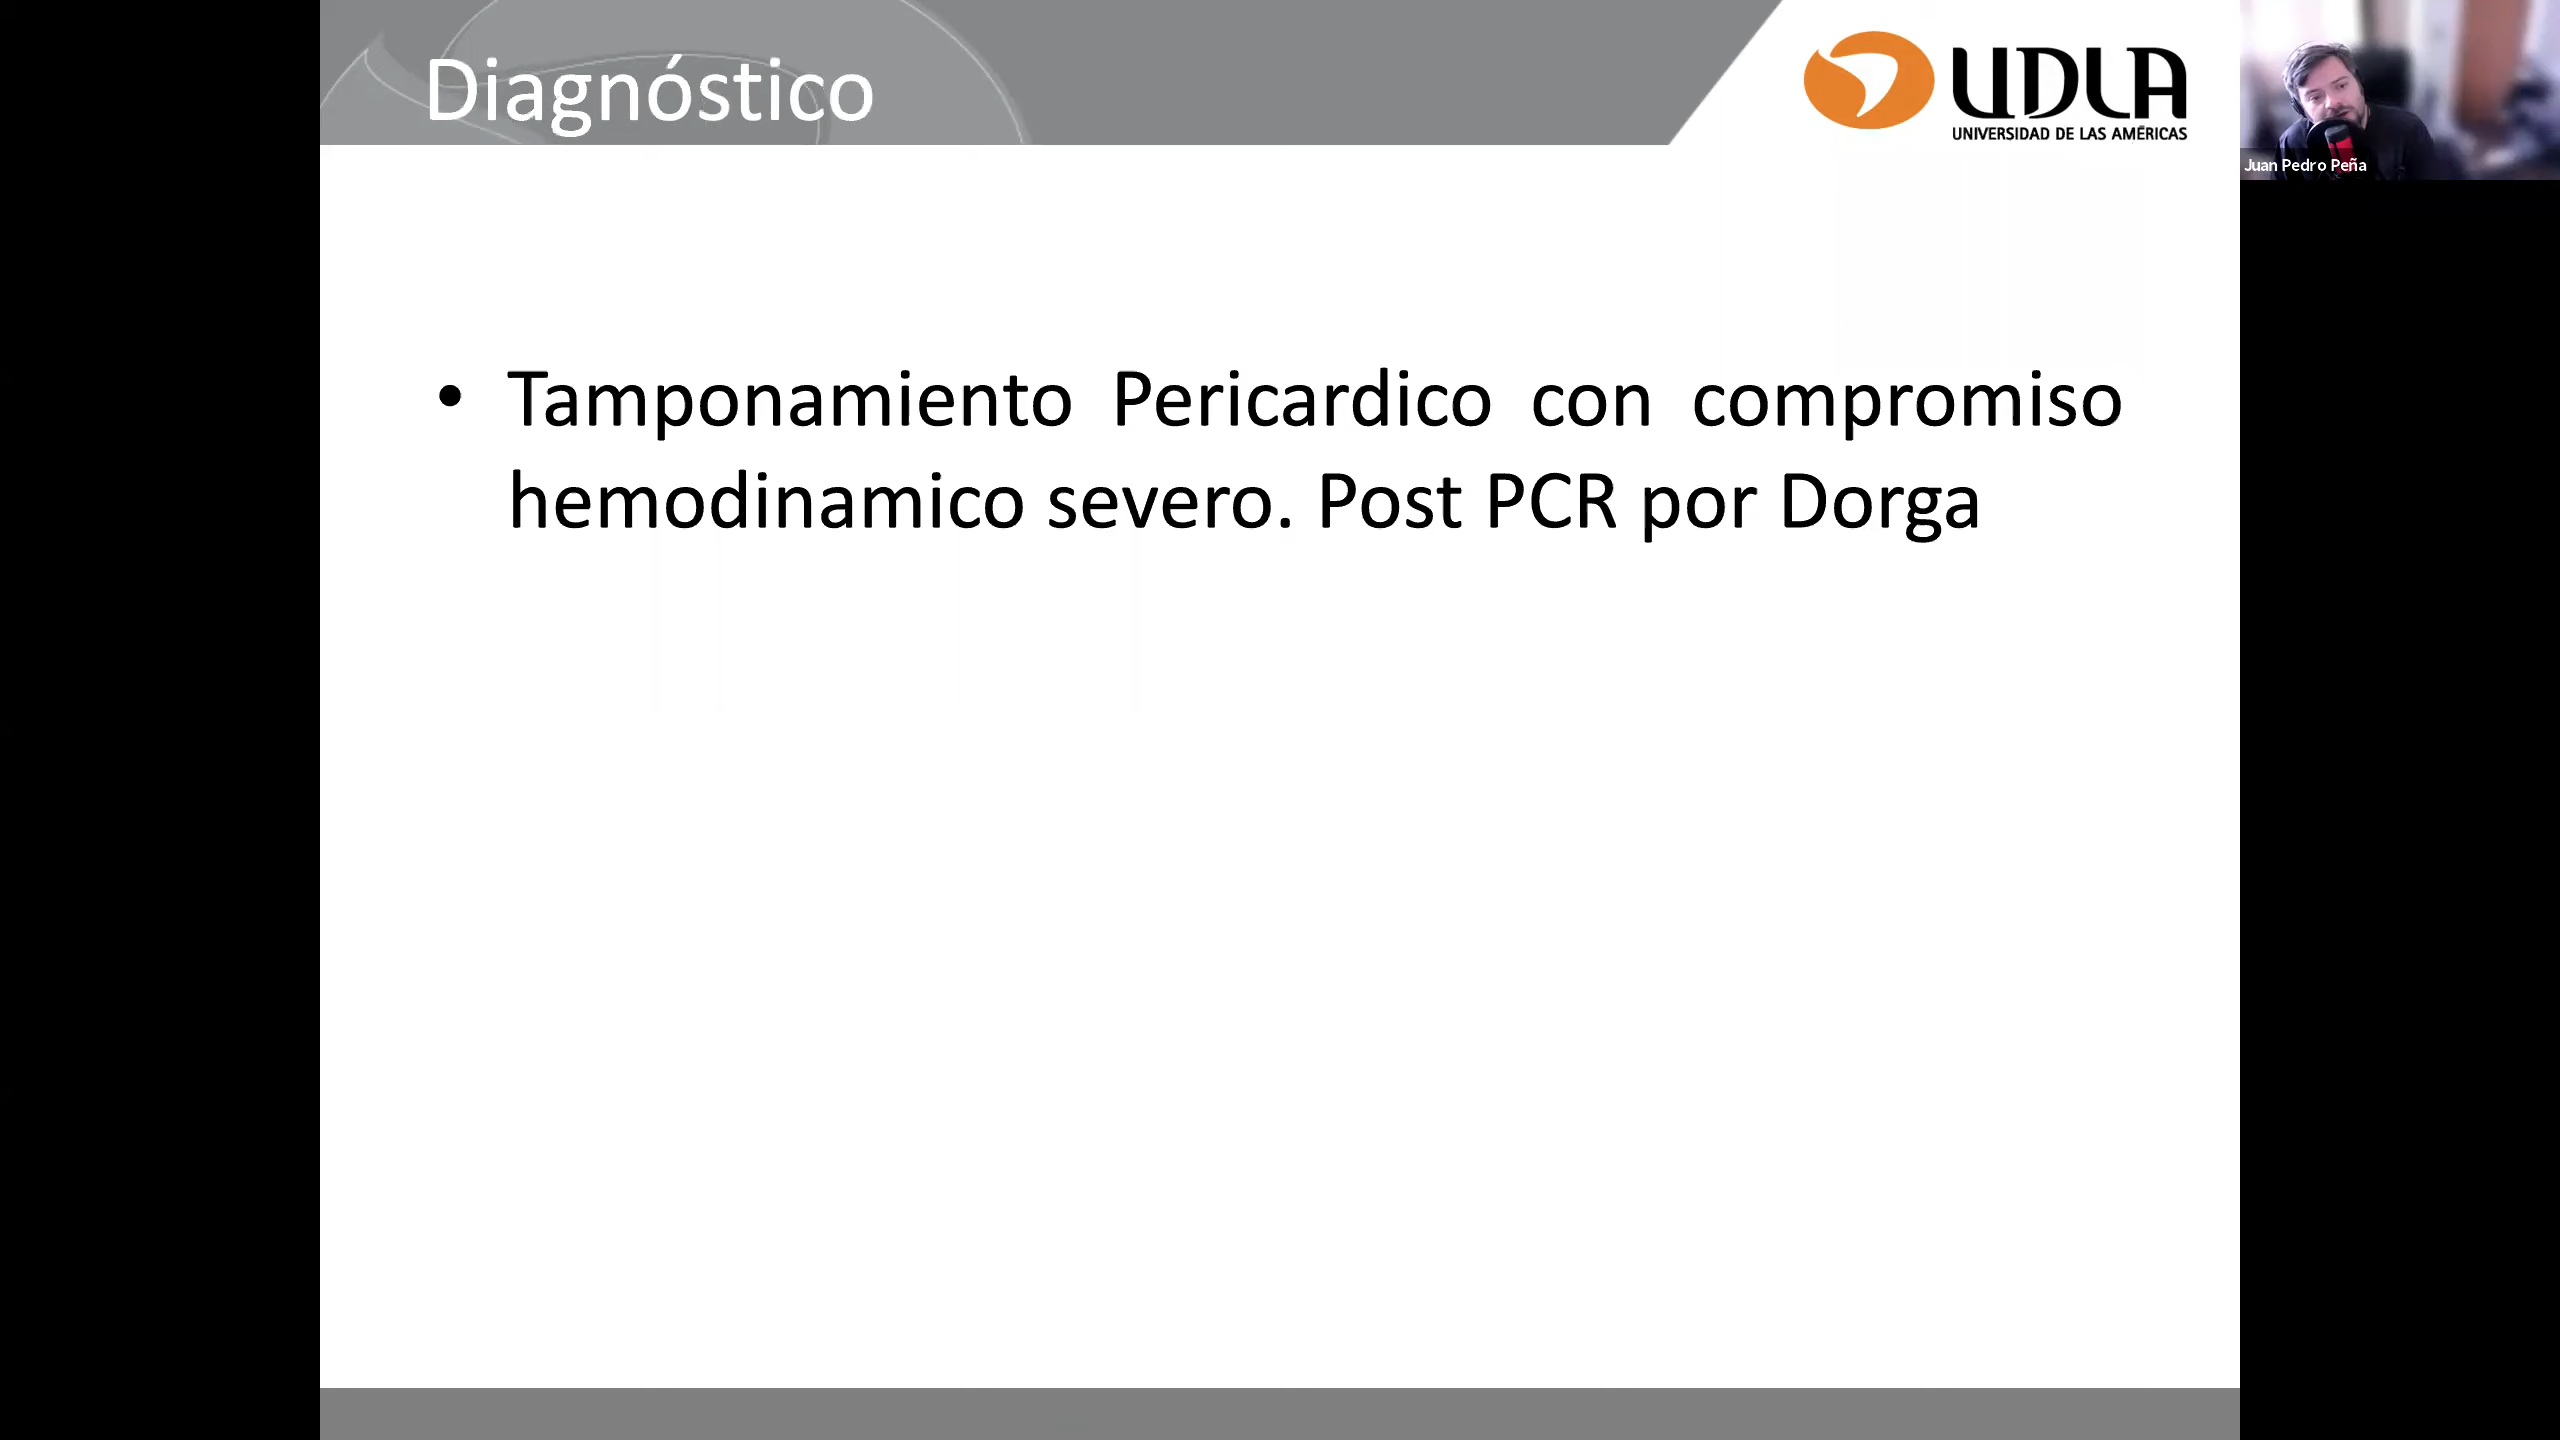 Diagnóstico
UDLA
UNIVERSIDAD DE LAS AMÉRICAS
Juan Pedro Peña
• Tamponamiento Pericardico con compromiso
hemodinamico severo. Post PCR por Dorga